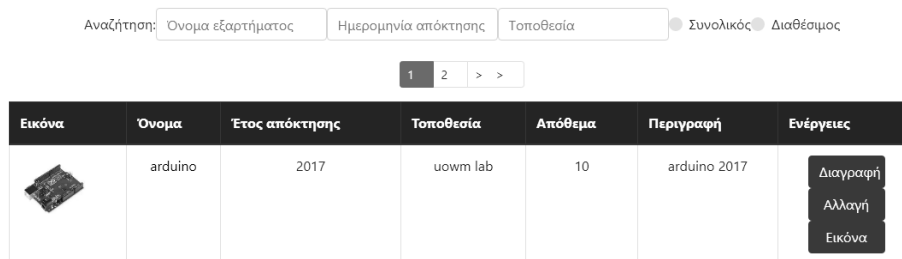 Αναζήτηση: Όνομα εξαρτήματος Ημερομηνία απόκτησης Τοποθεσία Συνολικός Διαθέσιμος
1 2 > >
Εικόνα Όνομα Έτος απόκτησης Τοποθεσία Απόθεμα Περιγραφή Ενέργειες
arduino 2017 uowm lab 10 arduino 2017 Διαγραφή
Αλλαγή
Εικόνα